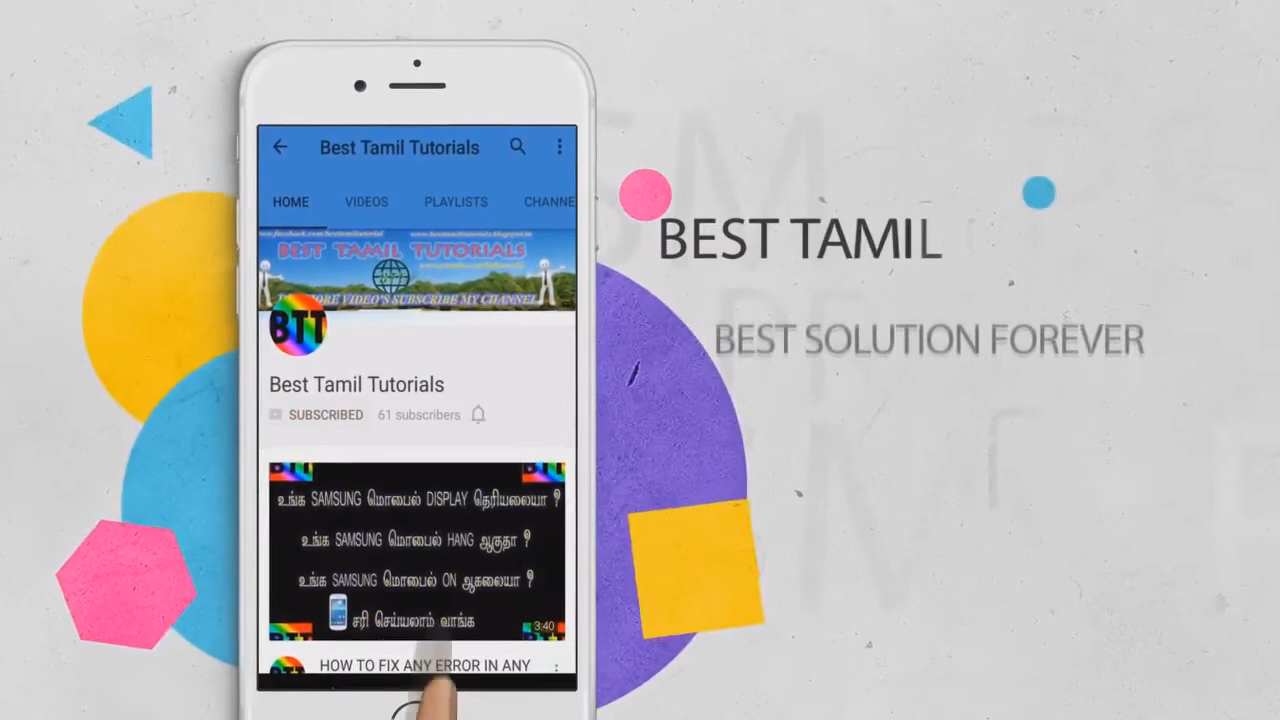 Best Tamil Tutorials
HOME VIDEOS PLAYLISTS CHANNE
BEST TAMIL TUTORIALS
VIDEO'S SUBSCRIBE MY CHANNEL
BTT
Best Tamil Tutorials
SUBSCRIBED 61 subscribers
உங்க SAMSUNG மொபைல் DISPLAY தெரியலையா ?
உங்க SAMSUNG மொபைல் HANG ஆகுதா ?
உங்க SAMSUNG மொபைல் ON ஆகலையா ?
சரி செய்யலாம் வாங்க
3:40
HOW TO FIX ANY ERROR IN ANY
BEST TAMIL
BEST SOLUTION FOREVER